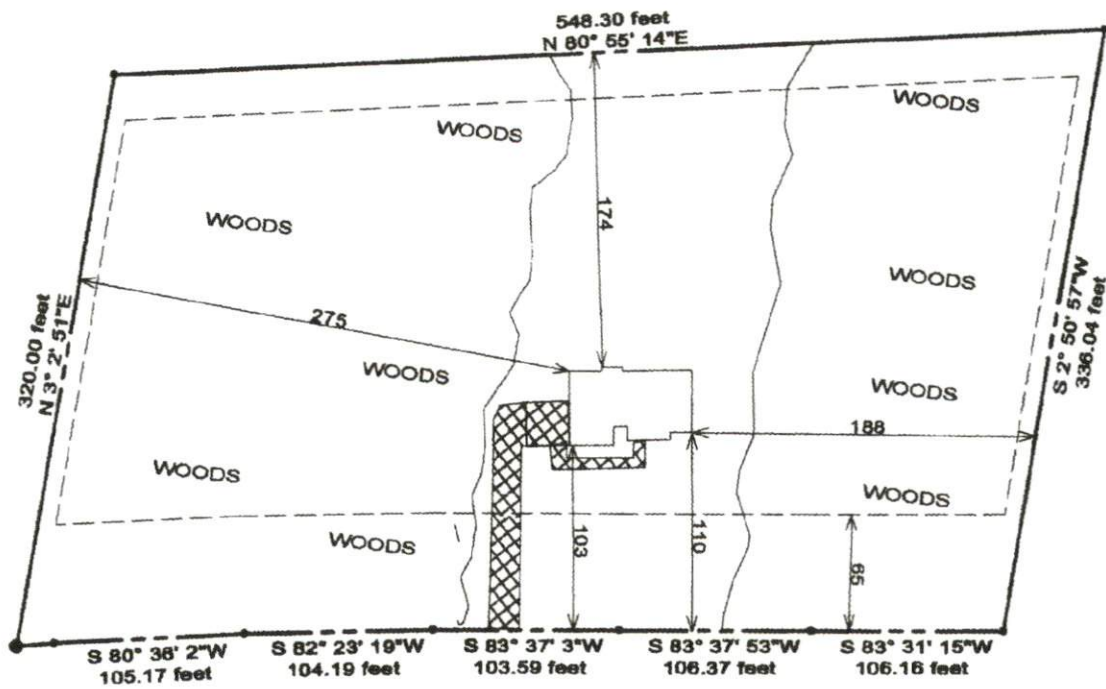 548.30 feet
N 80° 55' 14"E
WOODS
WOODS
WOODS
174
WOODS
320.00 feet
N 3° 2' 51"E
275
S 2° 50' 57"W
336.04 feet
WOODS
WOODS
188
WOODS
WOODS
WOODS
103
110
65
S 80° 36' 2"W
105.17 feet
S 82° 23' 19"W
104.19 feet
S 83° 37' 3"W
103.59 feet
S 83° 37' 53"W
106.37 feet
S 83° 31' 15"W
106.16 feet